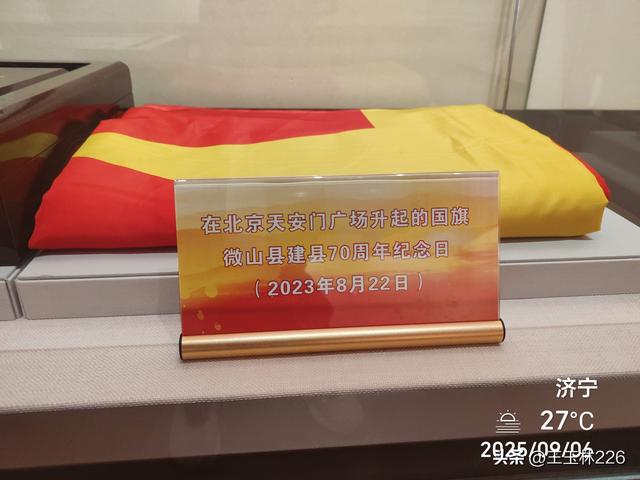 在北京天安门广场升起的国旗
微山县建县70周年纪念日
（2023年8月22日）
济宁
27°C
2025/09/06
头条 @王玉林226